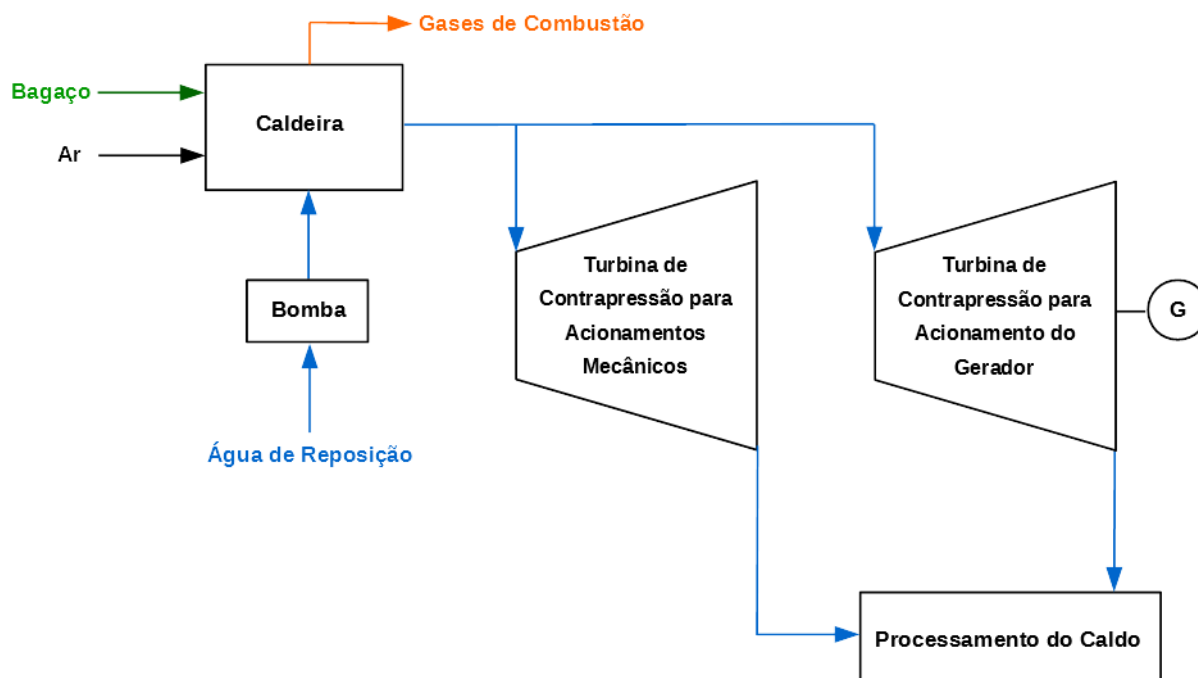 Gases de Combustão
Bagaço
Caldeira
Ar
Bomba
Água de Reposição
Turbina de
Contrapressão para
Acionamentos
Mecânicos
Turbina de
Contrapressão para
Acionamento do
Gerador
G
Processamento do Caldo